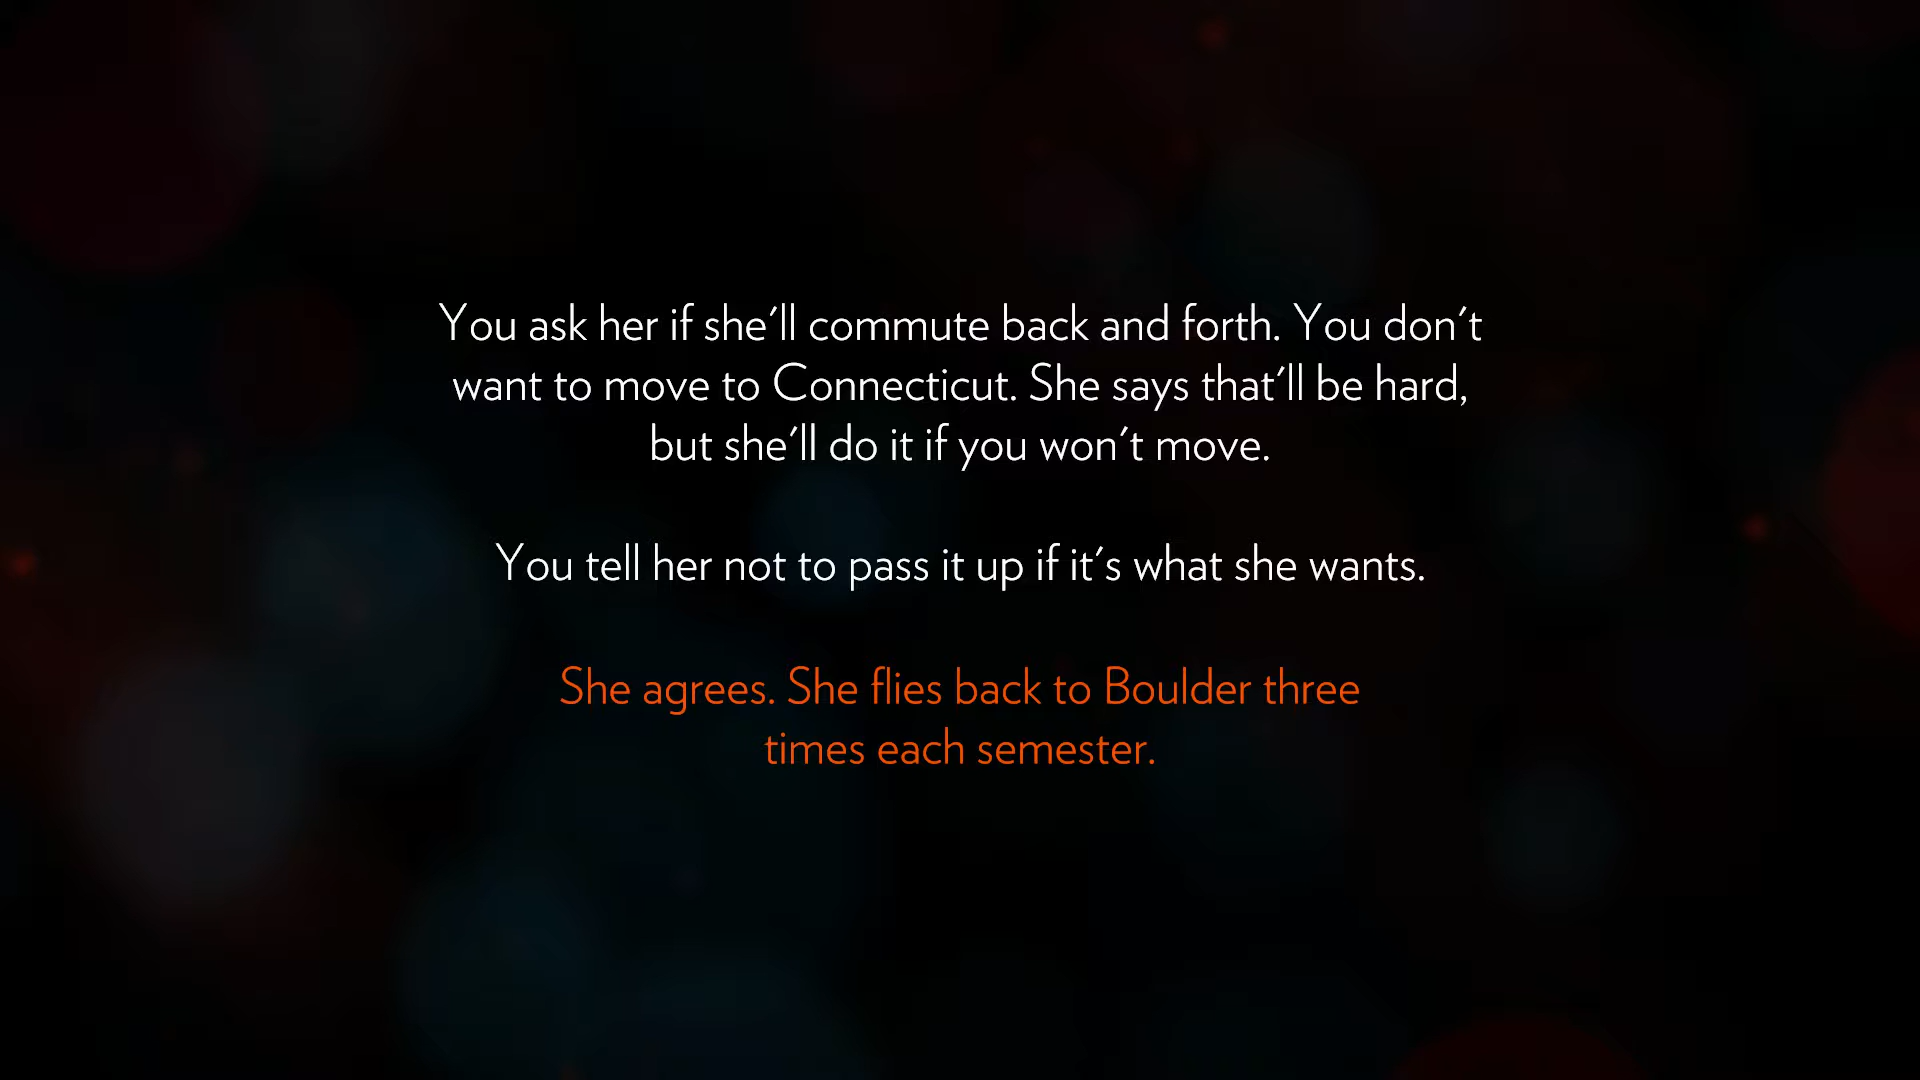 You ask her if she'll commute back and forth. You don't
want to move to Connecticut. She says that'll be hard,
but she'll do it if you won't move.
You tell her not to pass it up if it's what she wants.
She agrees. She flies back to Boulder three
times each semester.